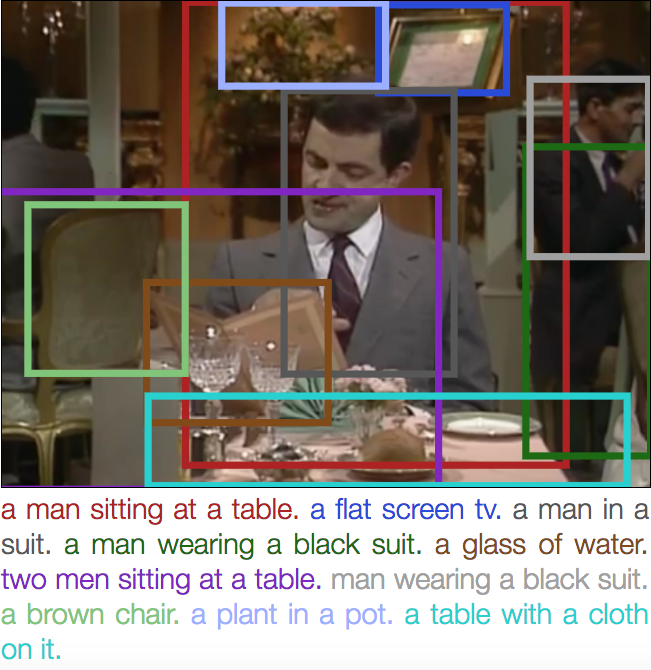 a man sitting at a table. a flat screen tv. a man in a
suit. a man wearing a black suit. a glass of water.
two men sitting at a table. man wearing a black suit.
a brown chair. a plant in a pot. a table with a cloth
on it.